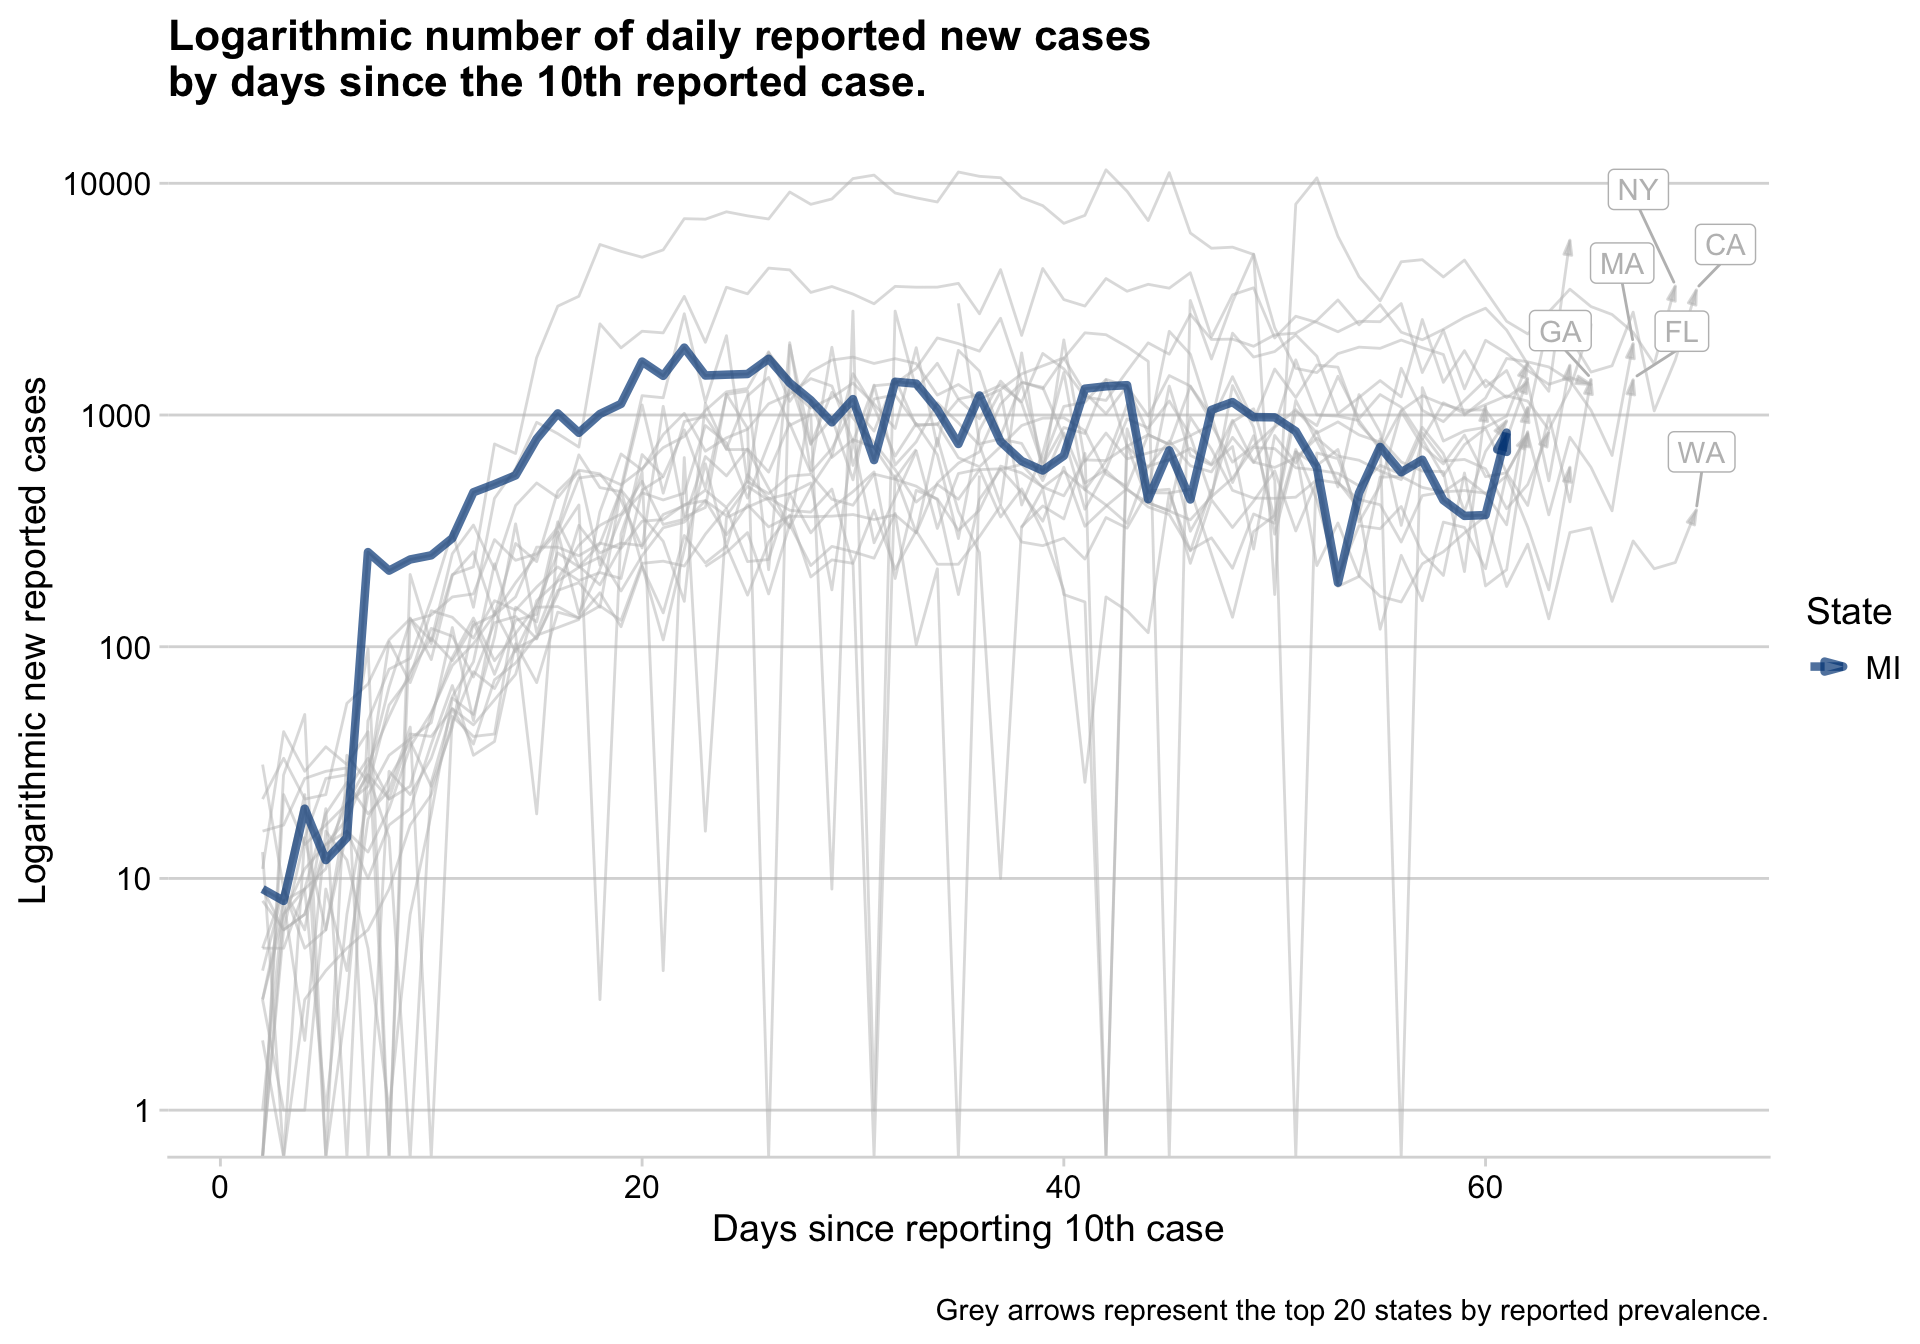 Logarithmic number of daily reported new cases
by days since the 10th reported case.
Logarithmic new reported cases
10000
1000
100
10
1
NY
CA
MA
GA
FL
WA
State
MI
0
20
40
60
Days since reporting 10th case
Grey arrows represent the top 20 states by reported prevalence.